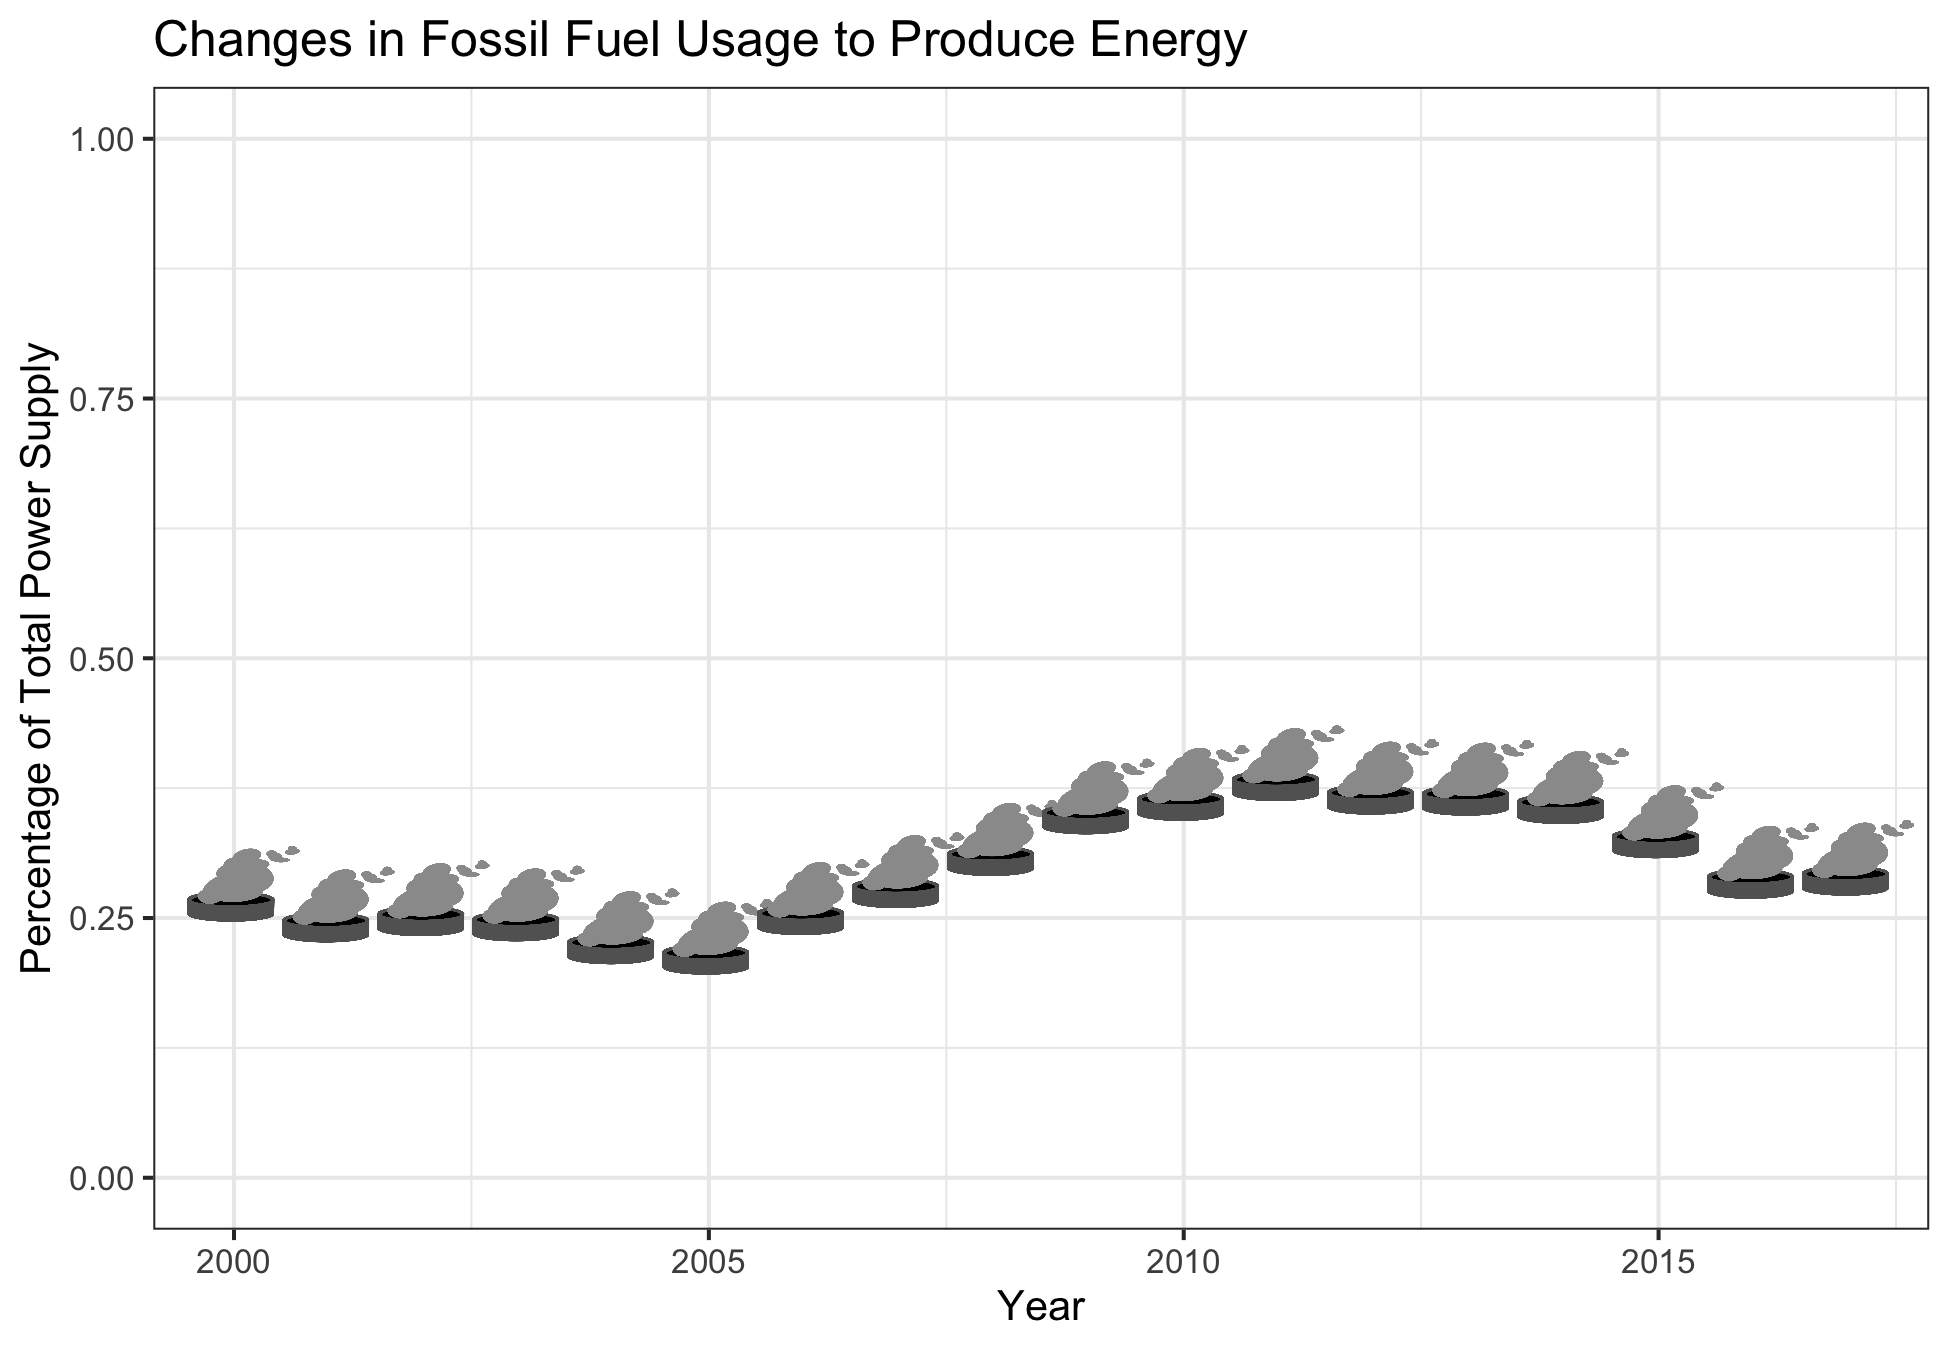 Changes in Fossil Fuel Usage to Produce Energy
Percentage of Total Power Supply
1.00
0.75
0.50
0.25
0.00
2000 2005 2010 2015
Year